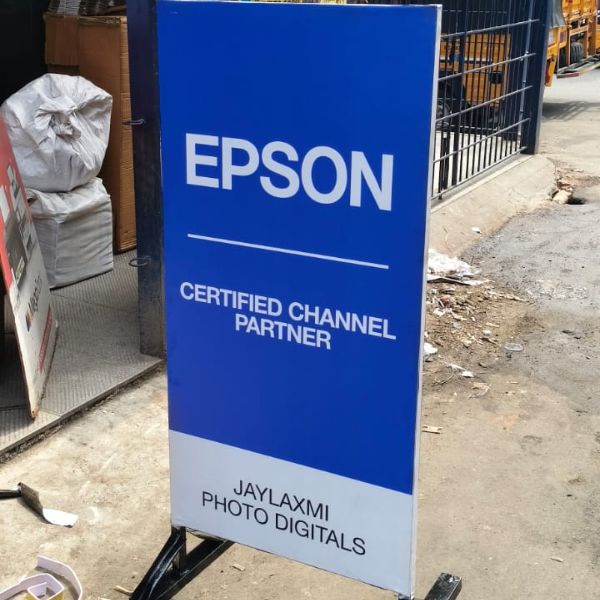 EPSON
CERTIFIED CHANNEL
PARTNER
JAYLAXMI
PHOTO DIGITALS